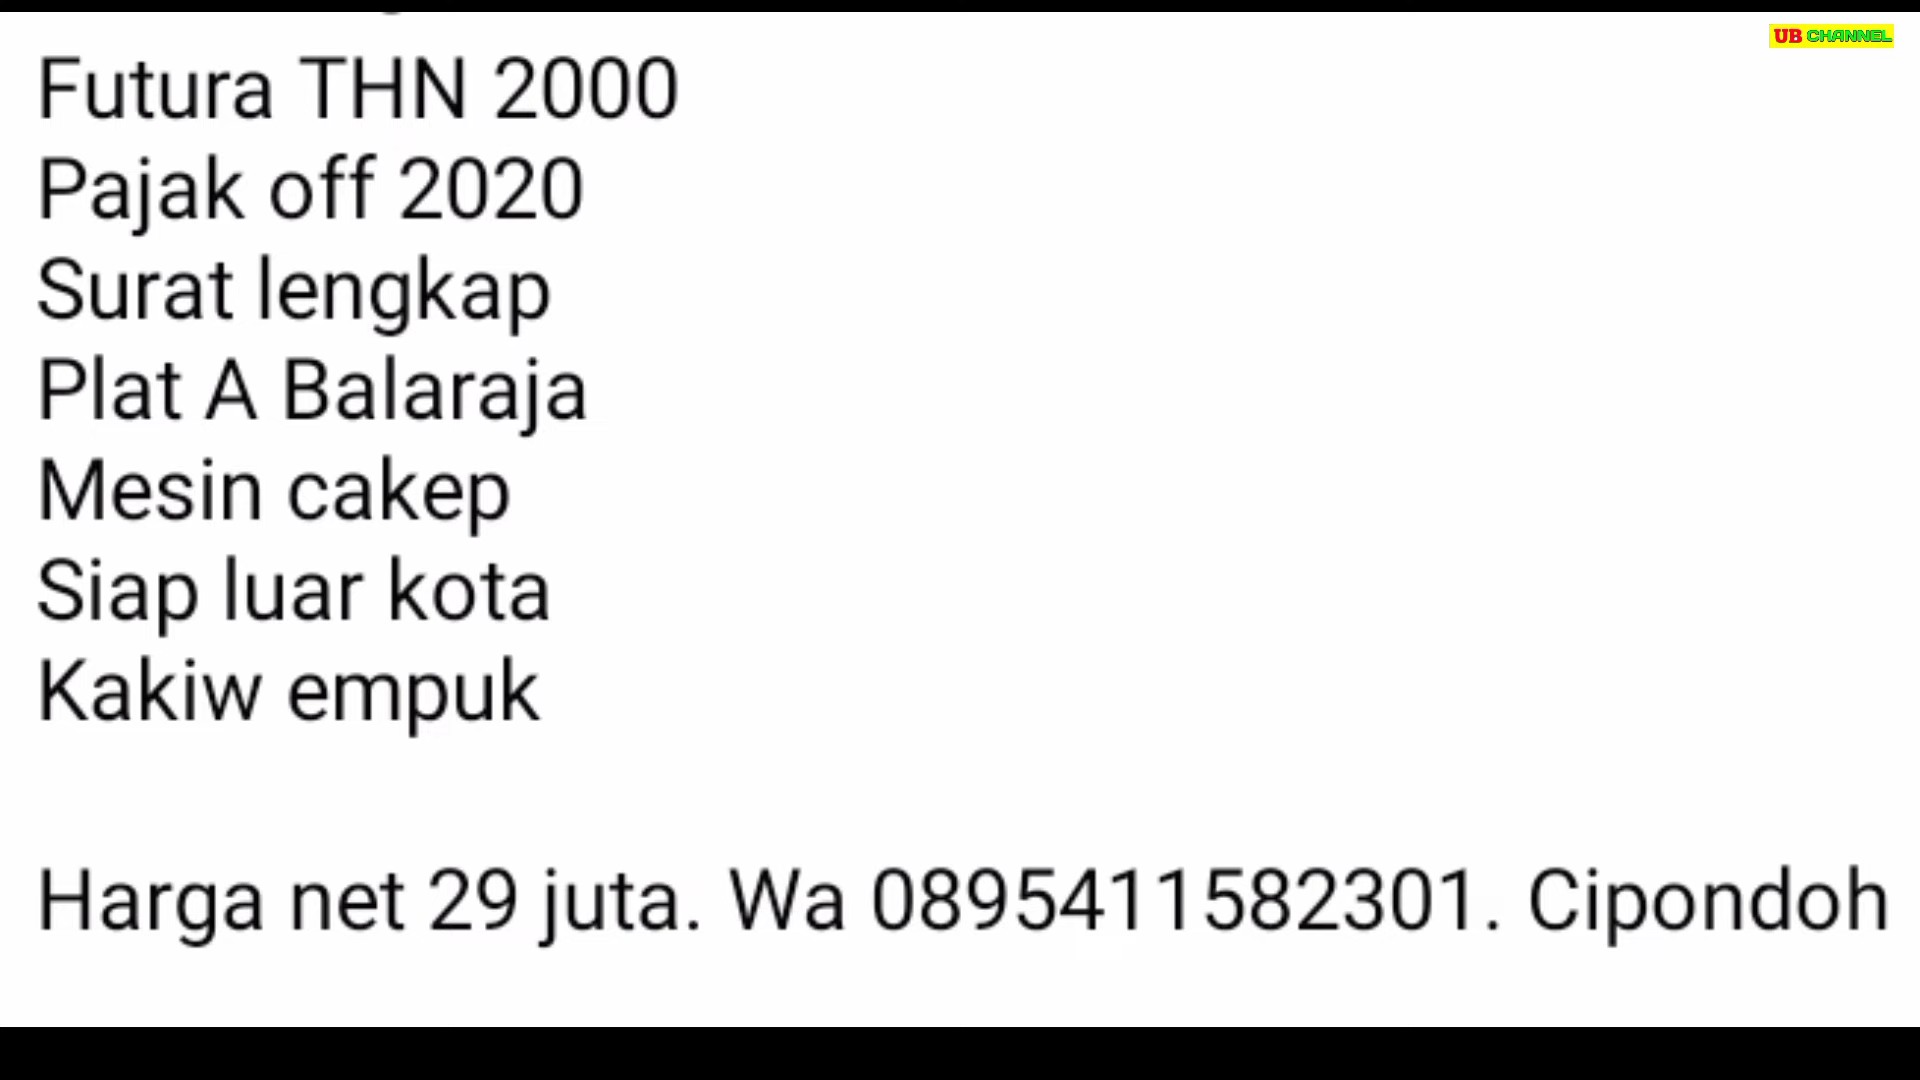 UB CHANNEL
Futura THN 2000
Pajak off 2020
Surat lengkap
Plat A Balaraja
Mesin cakep
Siap luar kota
Kakiw empuk
Harga net 29 juta. Wa 0895411582301. Cipondoh